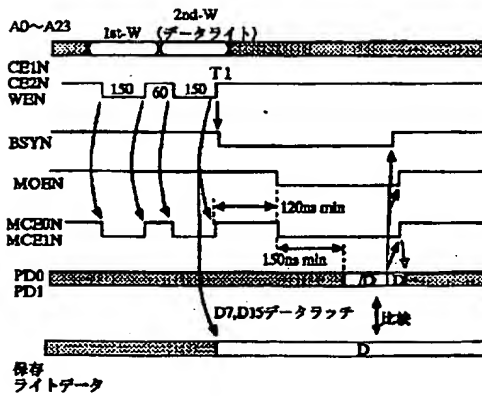 2nd-W
A0～A23 1st-W (データライト)
CE1N
CE2N
WEN
150 60 150 T1
BSYN
MOEN
120ns min
MCE0N
MCE1N
150ns min
PD0
PD1
/D D
D7,D15データラッチ
比較
D
保存
ライトデータ